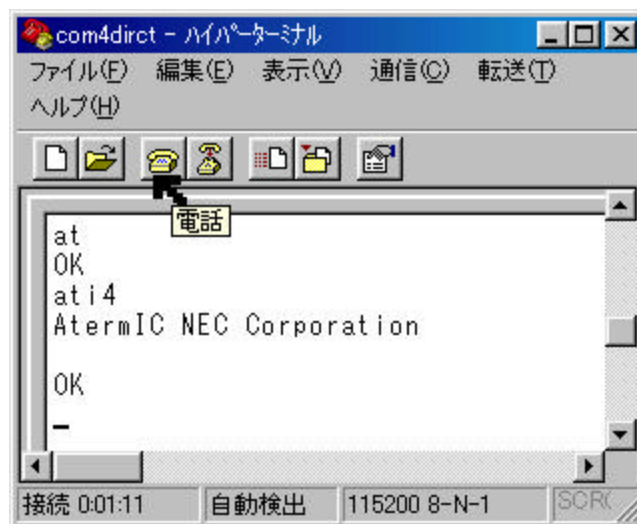 com4dirct - ハイパーターミナル
ファイル(F) 編集(E) 表示(V) 通信(C) 転送(T)
ヘルプ(H)
電話
at
OK
ati4
AtermIC NEC Corporation
OK
接続 0:01:11 自動検出 115200 8-N-1